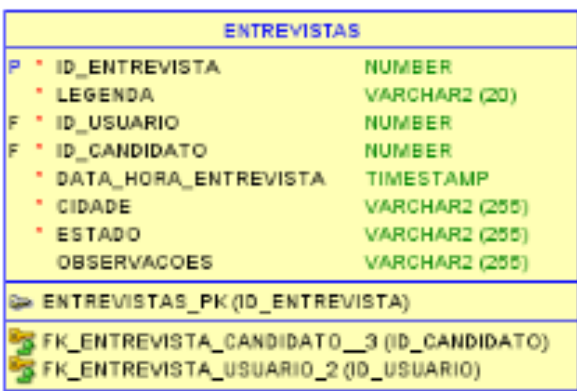 ENTREVISTAS
P * ID_ENTREVISTA NUMBER
* LEGENDA VARCHAR2 (20)
F * ID_USUARIO NUMBER
F * ID_CANDIDATO NUMBER
* DATA_HORA_ENTREVISTA TIMESTAMP
* CIDADE VARCHAR2 (255)
* ESTADO VARCHAR2 (255)
OBSERVACOES VARCHAR2 (255)
ENTREVISTAS_PK (ID_ENTREVISTA)
FK_ENTREVISTA_CANDIDATO__3 (ID_CANDIDATO)
FK_ENTREVISTA_USUARIO_2 (ID_USUARIO)